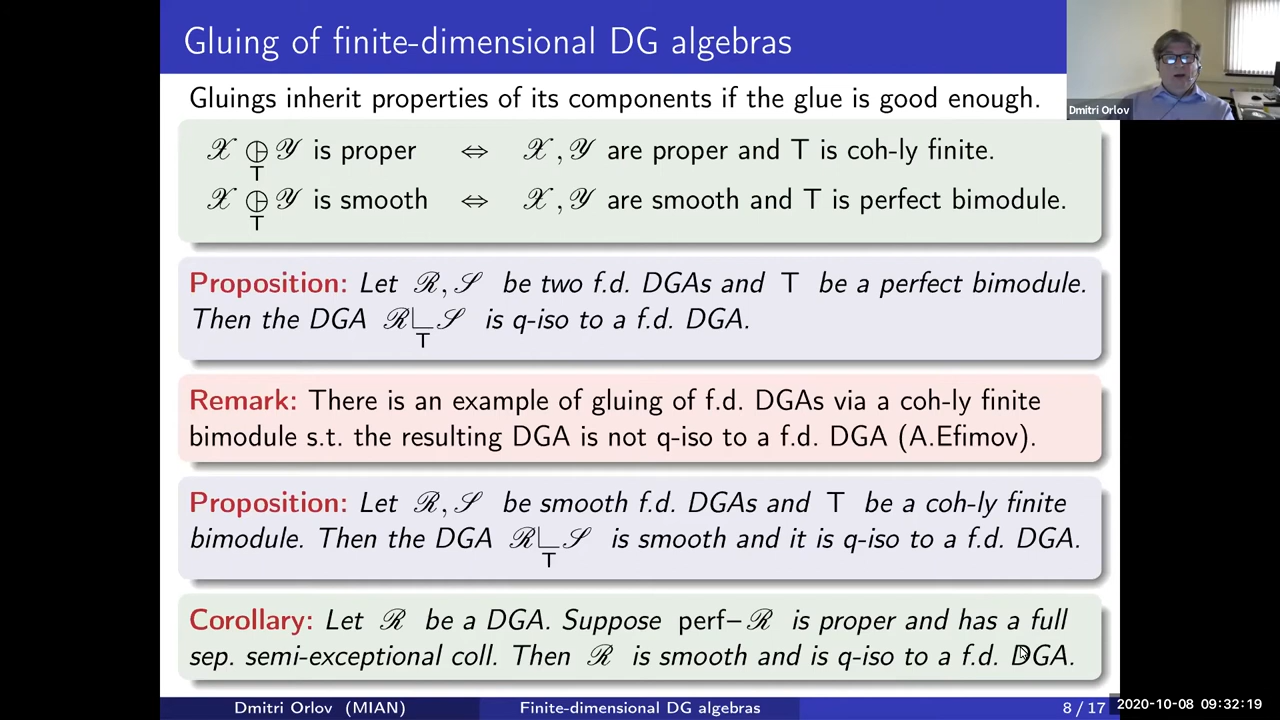 Gluing of finite-dimensional DG algebras
Dmitri Orlov
Gluings inherit properties of its components if the glue is good enough.
𝒳 ⊕ 𝒴 is proper ⇔ 𝒳, 𝒴 are proper and T is coh-ly finite.
T
𝒳 ⊕ 𝒴 is smooth ⇔ 𝒳, 𝒴 are smooth and T is perfect bimodule.
T
Proposition: Let ℛ, 𝒮 be two f.d. DGAs and T be a perfect bimodule.
Then the DGA ℛ∟𝒮 is q-iso to a f.d. DGA.
T
Remark: There is an example of gluing of f.d. DGAs via a coh-ly finite
bimodule s.t. the resulting DGA is not q-iso to a f.d. DGA (A.Efimov).
Proposition: Let ℛ, 𝒮 be smooth f.d. DGAs and T be a coh-ly finite
bimodule. Then the DGA ℛ∟𝒮 is smooth and it is q-iso to a f.d. DGA.
T
Corollary: Let ℛ be a DGA. Suppose perf–ℛ is proper and has a full
sep. semi-exceptional coll. Then ℛ is smooth and is q-iso to a f.d. DGA.
Dmitri Orlov (MIAN) Finite-dimensional DG algebras 8 / 17
2020-10-08 09:32:19